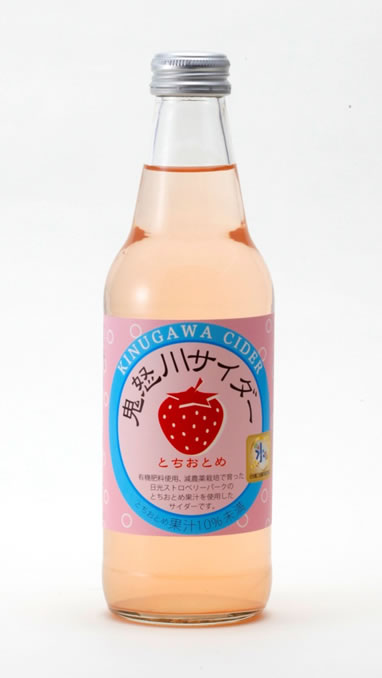 KINUGAWA CIDER
鬼怒川サイダー
とちおとめ
有機肥料使用、減農薬栽培で育った
日光ストロベリーパークの
とちおとめ果汁を使用した
サイダーです。
とちおとめ果汁10%未満